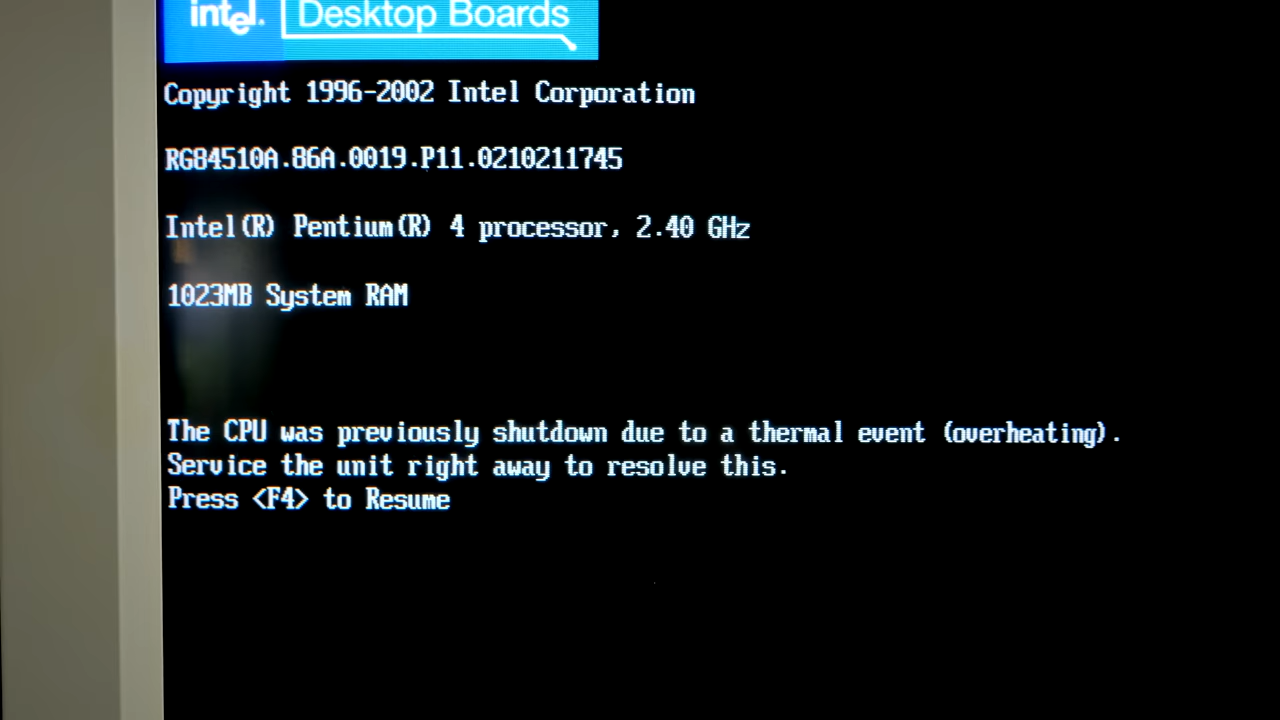 intel. Desktop Boards
Copyright 1996-2002 Intel Corporation
RG84510A.86A.0019.P11.0210211745
Intel(R) Pentium(R) 4 processor, 2.40 GHz
1023MB System RAM
The CPU was previously shutdown due to a thermal event (overheating).
Service the unit right away to resolve this.
Press <F4> to Resume